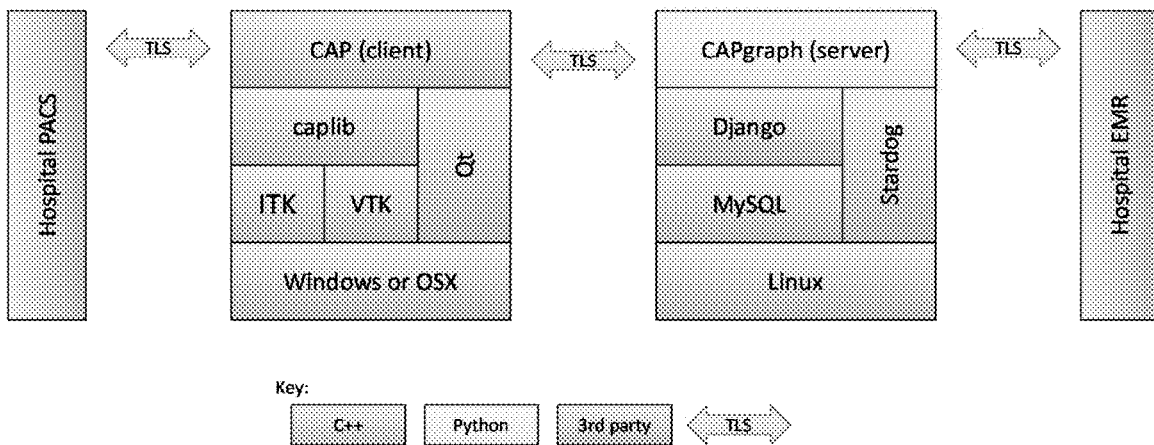 Hospital PACS
TLS
CAP (client)
TLS
CAPgraph (server)
TLS
Hospital EMR
caplib
Qt
Django
Stardog
ITK
VTK
MySQL
Windows or OSX
Linux
Key:
C++
Python
3rd party
TLS